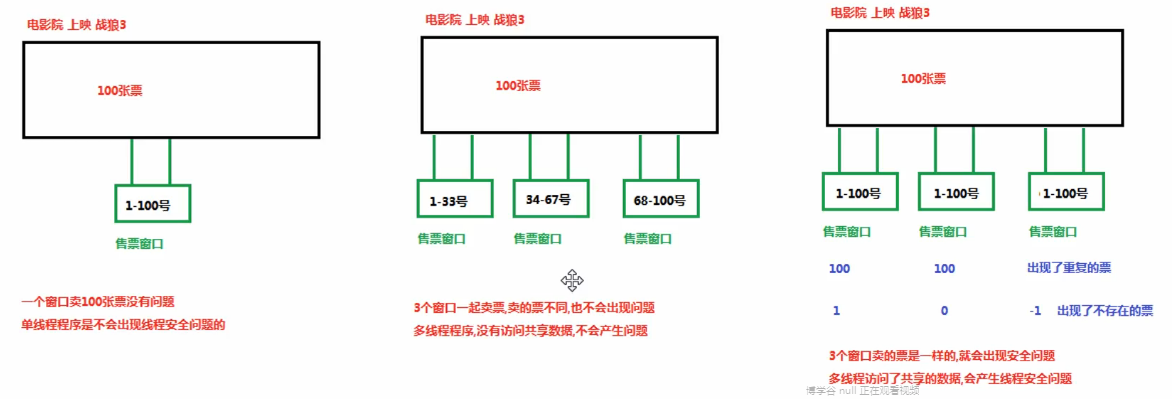 电影院 上映 战狼3
100张票
1-100号
售票窗口
一个窗口卖100张票没有问题
单线程程序是不会出现线程安全问题的
电影院 上映 战狼3
100张票
1-33号
34-67号
68-100号
售票窗口
售票窗口
售票窗口
3个窗口一起卖票,卖的票不同,也不会出现问题
多线程程序,没有访问共享数据,不会产生问题
电影院 上映 战狼3
100张票
1-100号
1-100号
1-100号
售票窗口
售票窗口
售票窗口
100 100 出现了重复的票
1 0 -1 出现了不存在的票
3个窗口卖的票是一样的,就会出现安全问题
多线程访问了共享的数据,会产生线程安全问题
博学谷 null 正在观看视频